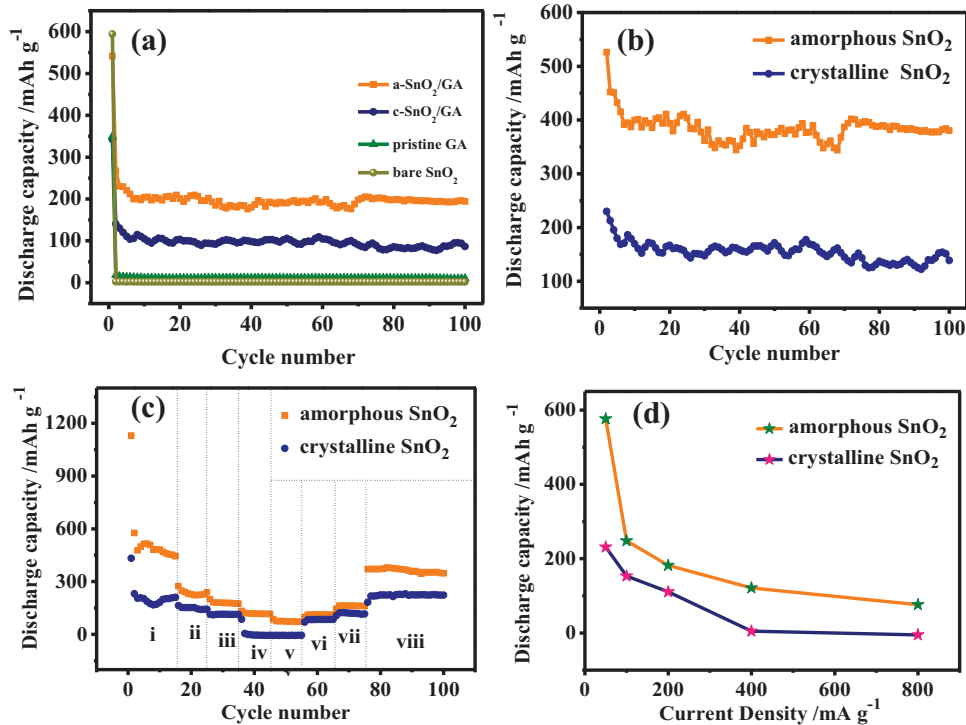 (a)
Discharge capacity /mAh g⁻¹
600
500
400
300
200
100
0
a-SnO₂/GA
c-SnO₂/GA
pristine GA
bare SnO₂
0 20 40 60 80 100
Cycle number
(b)
Discharge capacity /mAh g⁻¹
600
500
400
300
200
100
amorphous SnO₂
crystalline SnO₂
0 20 40 60 80 100
Cycle number
(c)
Discharge capacity /mAh g⁻¹
1200
900
600
300
0
amorphous SnO₂
crystalline SnO₂
i ii iii iv v vi vii viii
0 20 40 60 80 100
Cycle number
(d)
Discharge capacity /mAh g⁻¹
600
400
200
0
amorphous SnO₂
crystalline SnO₂
0 200 400 600 800
Current Density /mA g⁻¹